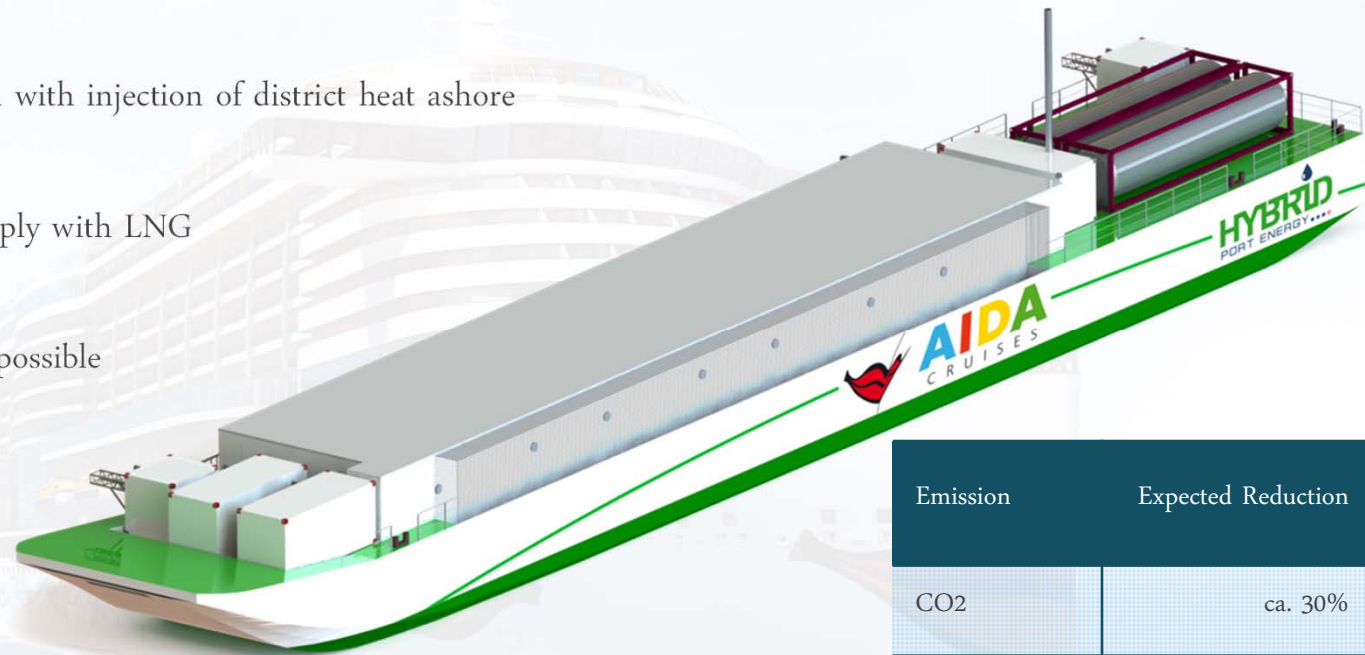 with injection of district heat ashore
ply with LNG
possible
HYBRID
PORT ENERGY
AIDA
CRUISES
Emission Expected Reduction
CO2 ca. 30%